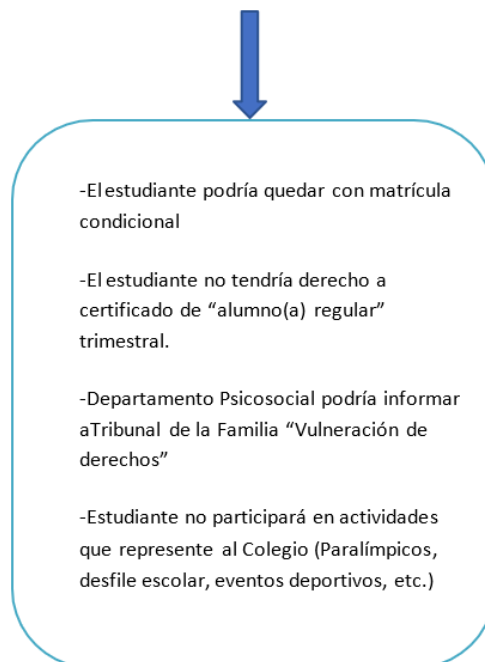 -El estudiante podría quedar con matrícula
condicional
-El estudiante no tendría derecho a
certificado de “alumno(a) regular”
trimestral.
-Departamento Psicosocial podría informar
aTribunal de la Familia “Vulneración de
derechos”
-Estudiante no participará en actividades
que represente al Colegio (Paralímpicos,
desfile escolar, eventos deportivos, etc.)